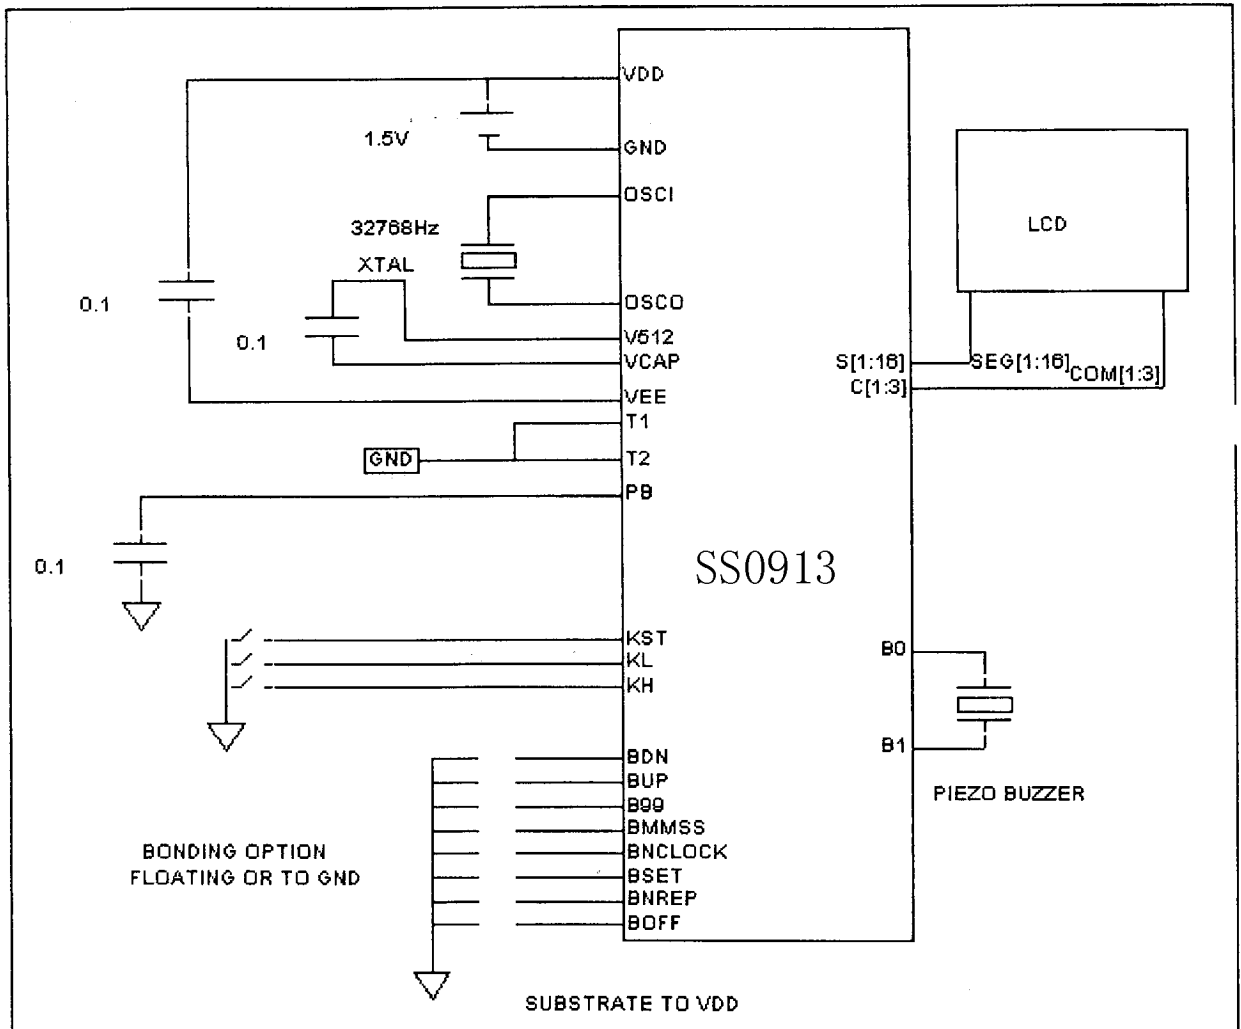 VDD
1.5V
GND
OSCI
32768Hz
XTAL
LCD
OSCO
0.1
0.1
V512
VCAP
S[1:16]
SEG[1:16]
COM[1:3]
C[1:3]
VEE
T1
GND
T2
PB
0.1
SS0913
KST
KL
KH
B0
B1
PIEZO BUZZER
BDN
BUP
B99
BMMSS
BNCLOCK
BSET
BNREP
BOFF
BONDING OPTION
FLOATING OR TO GND
SUBSTRATE TO VDD